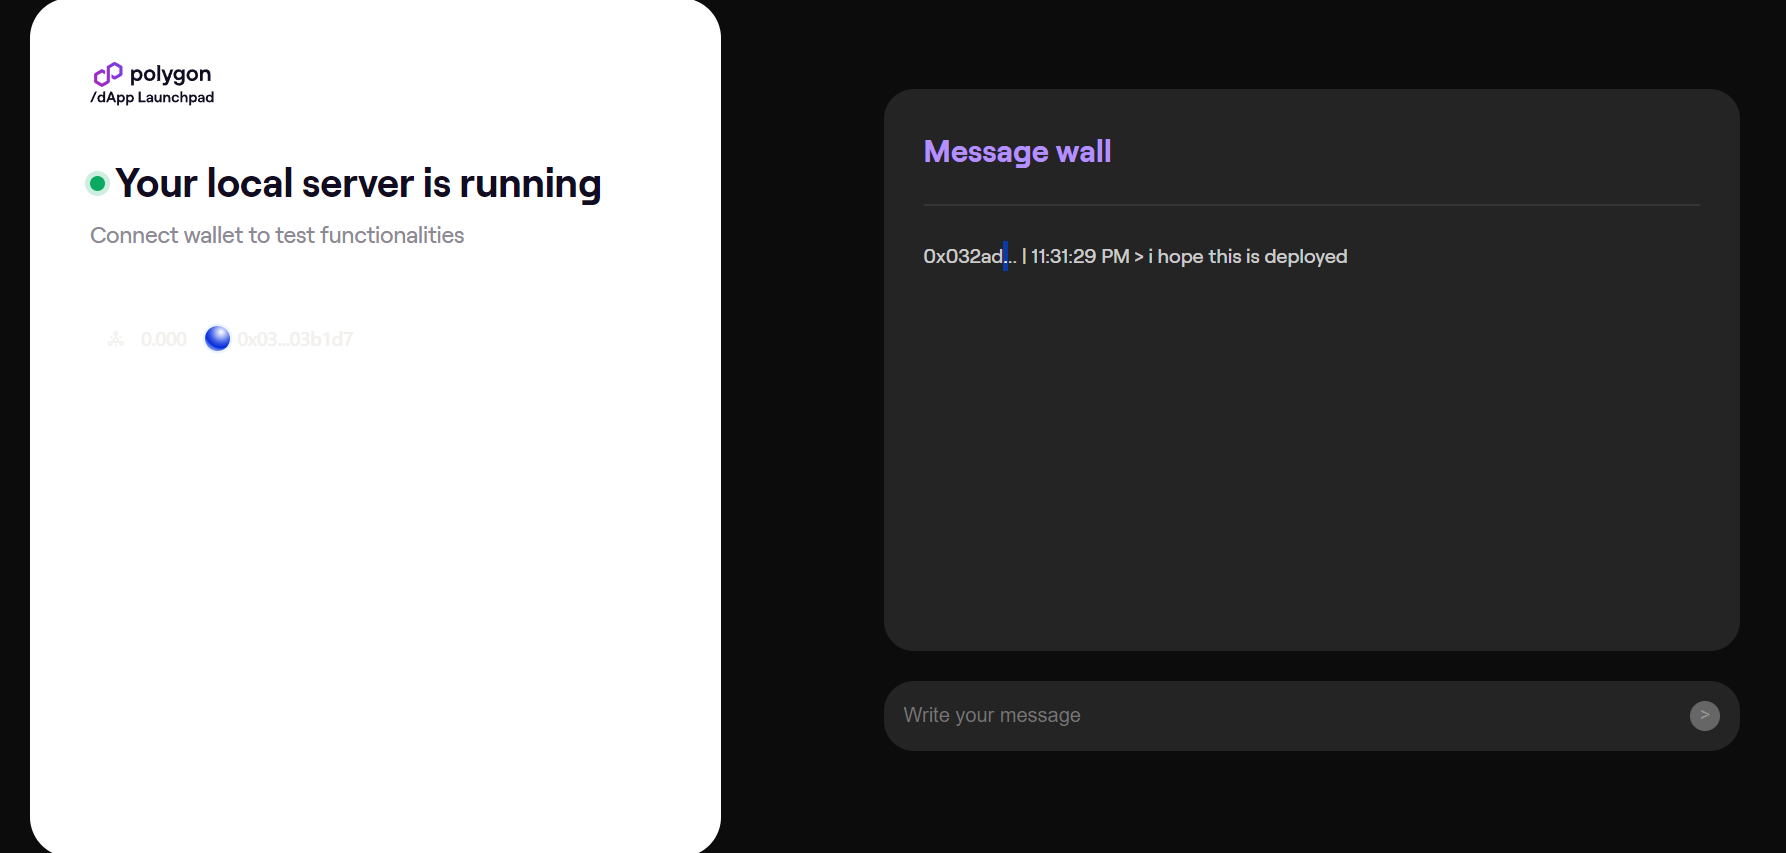 polygon
/dApp Launchpad
Your local server is running
Connect wallet to test functionalities
0.000 0x03...03b1d7
Message wall
0x032ad... | 11:31:29 PM > i hope this is deployed
Write your message
>